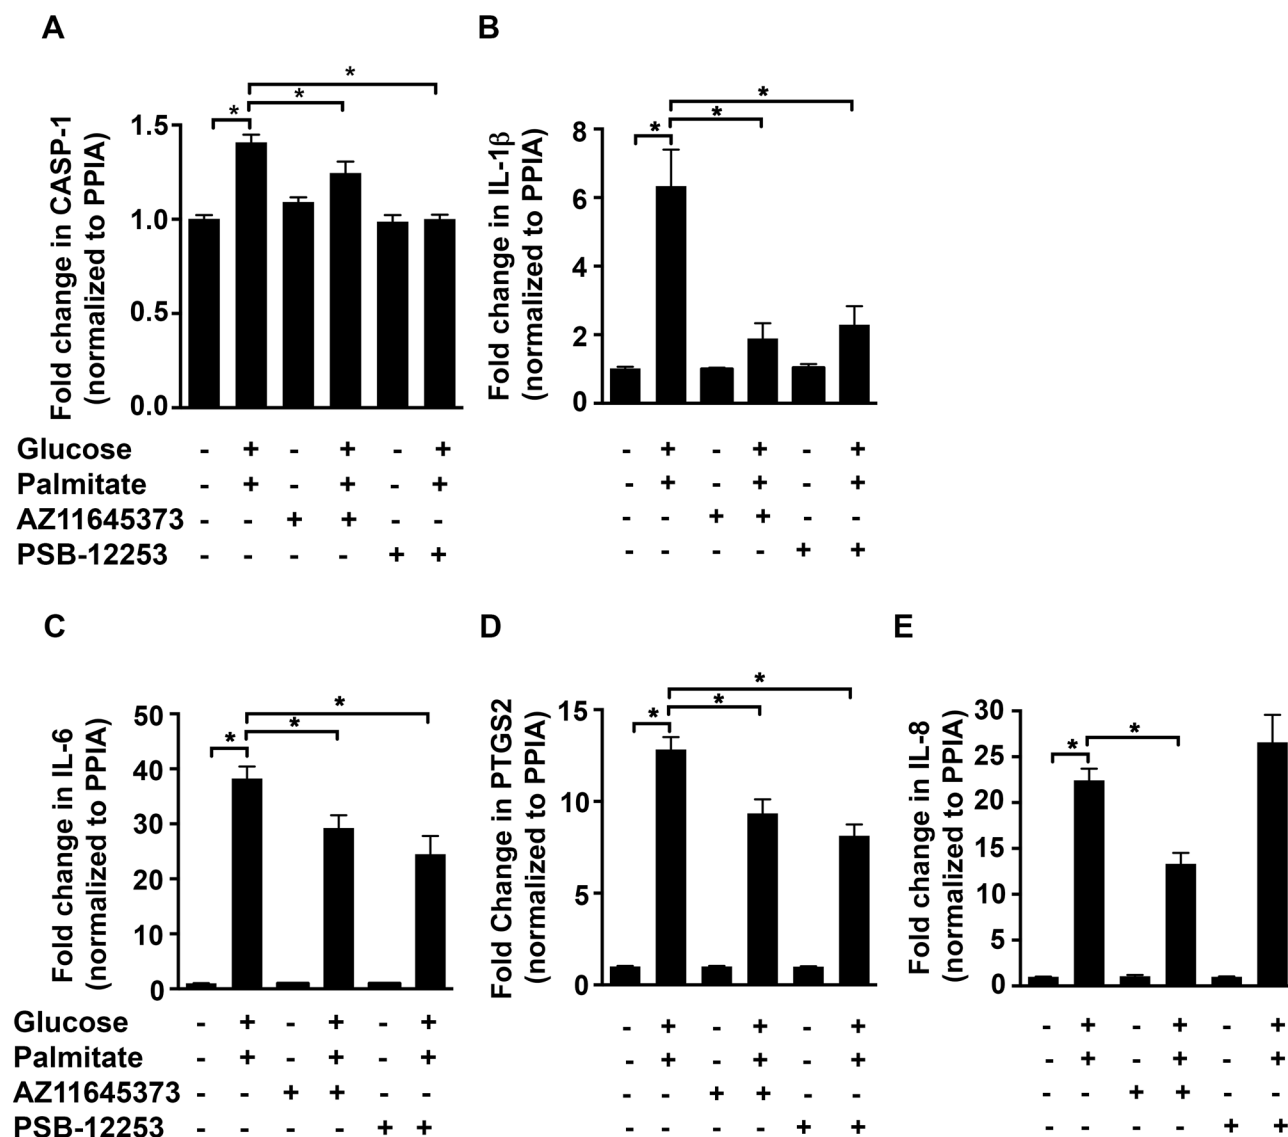 A
B
*
*
*
Fold change in CASP-1
(normalized to PPIA)
1.5
1.0
0.5
0.0
*
*
*
Fold change in IL-1β
(normalized to PPIA)
8
6
4
2
0
Glucose - + - + - +
Palmitate - + - + - +
AZ11645373 - - + + - -
PSB-12253 - - - - + +
- + - + - +
- + - + - +
- - + + - -
- - - - + +
C
D
E
*
*
*
Fold change in IL-6
(normalized to PPIA)
50
40
30
20
10
0
*
*
*
Fold Change in PTGS2
(normalized to PPIA)
15
10
5
0
*
*
Fold change in IL-8
(normalized to PPIA)
30
25
20
15
10
5
0
Glucose - + - + - +
Palmitate - + - + - +
AZ11645373 - - + + - -
PSB-12253 - - - - + +
- + - + - +
- + - + - +
- - + + - -
- - - - + +
- + - + - +
- + - + - +
- - + + - -
- - - - + +